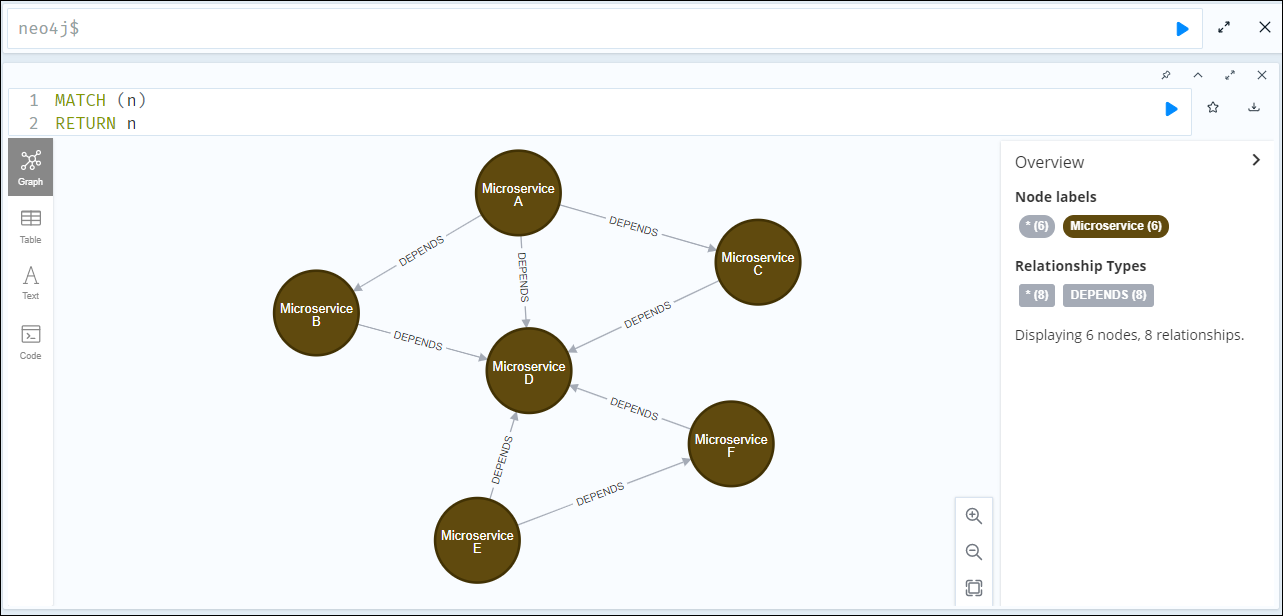 neo4j$
1 MATCH (n)
2 RETURN n
Graph
Table
Text
Code
Microservice
A
DEPENDS
DEPENDS
DEPENDS
Microservice
C
Microservice
B
DEPENDS
DEPENDS
Microservice
D
DEPENDS
Microservice
F
DEPENDS
DEPENDS
Microservice
E
Overview
Node labels
* (6) Microservice (6)
Relationship Types
* (8) DEPENDS (8)
Displaying 6 nodes, 8 relationships.